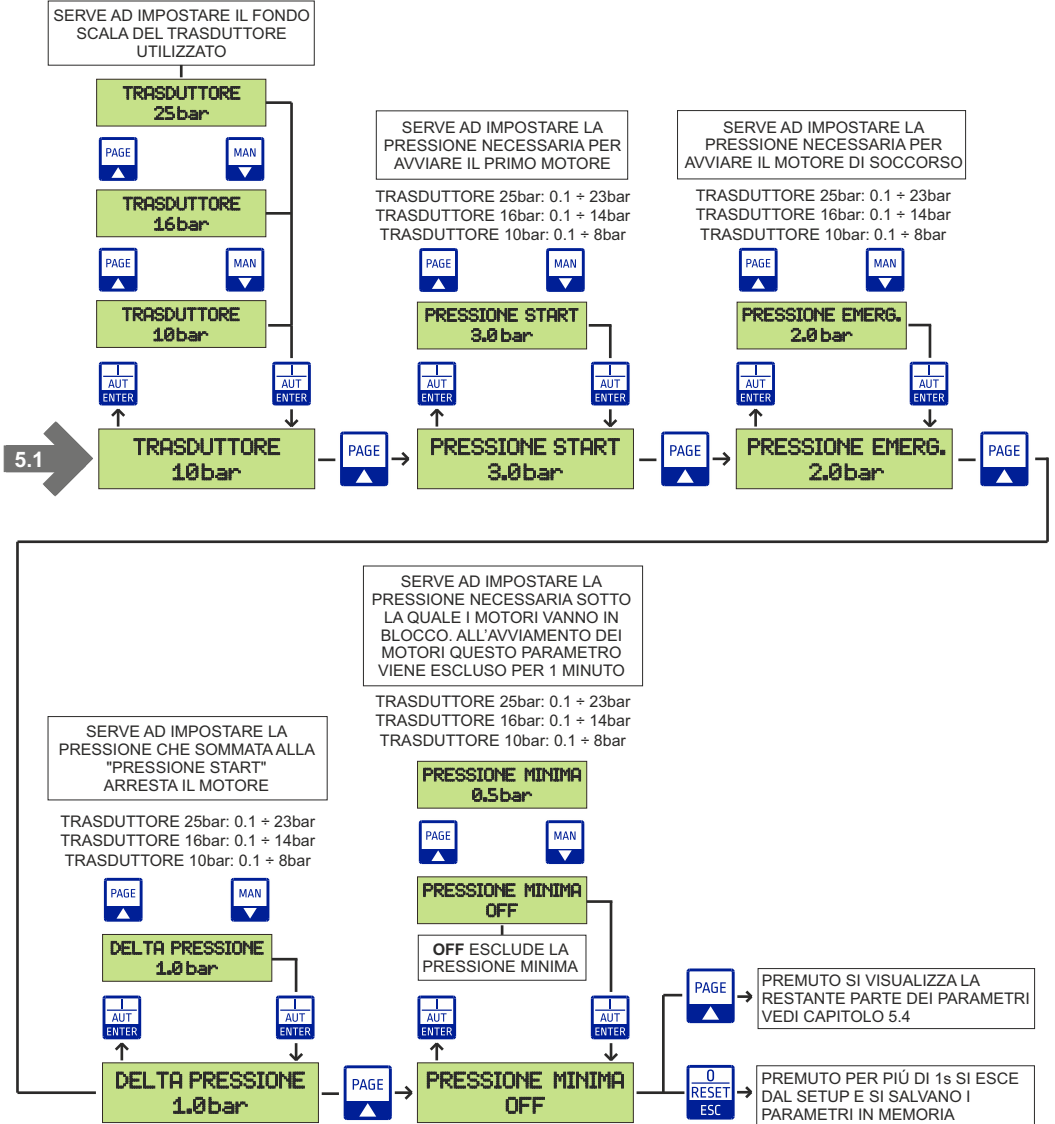 SERVE AD IMPOSTARE IL FONDO
SCALA DEL TRASDUTTORE
UTILIZZATO
TRASDUTTORE
25bar
PAGE
MAN
TRASDUTTORE
16bar
PAGE
MAN
TRASDUTTORE
10bar
I
AUT
ENTER
I
AUT
ENTER
5.1
TRASDUTTORE
10bar
PAGE
SERVE AD IMPOSTARE LA
PRESSIONE NECESSARIA PER
AVVIARE IL PRIMO MOTORE
TRASDUTTORE 25bar: 0.1 ÷ 23bar
TRASDUTTORE 16bar: 0.1 ÷ 14bar
TRASDUTTORE 10bar: 0.1 ÷ 8bar
PAGE
MAN
PRESSIONE START
3.0 bar
I
AUT
ENTER
I
AUT
ENTER
PRESSIONE START
3.0bar
PAGE
SERVE AD IMPOSTARE LA
PRESSIONE NECESSARIA PER
AVVIARE IL MOTORE DI SOCCORSO
TRASDUTTORE 25bar: 0.1 ÷ 23bar
TRASDUTTORE 16bar: 0.1 ÷ 14bar
TRASDUTTORE 10bar: 0.1 ÷ 8bar
PAGE
MAN
PRESSIONE EMERG.
2.0 bar
I
AUT
ENTER
I
AUT
ENTER
PRESSIONE EMERG.
2.0bar
PAGE
SERVE AD IMPOSTARE LA
PRESSIONE CHE SOMMATA ALLA
"PRESSIONE START"
ARRESTA IL MOTORE
TRASDUTTORE 25bar: 0.1 ÷ 23bar
TRASDUTTORE 16bar: 0.1 ÷ 14bar
TRASDUTTORE 10bar: 0.1 ÷ 8bar
PAGE
MAN
DELTA PRESSIONE
1.0 bar
I
AUT
ENTER
I
AUT
ENTER
DELTA PRESSIONE
1.0bar
PAGE
SERVE AD IMPOSTARE LA
PRESSIONE NECESSARIA SOTTO
LA QUALE I MOTORI VANNO IN
BLOCCO. ALL'AVVIAMENTO DEI
MOTORI QUESTO PARAMETRO
VIENE ESCLUSO PER 1 MINUTO
TRASDUTTORE 25bar: 0.1 ÷ 23bar
TRASDUTTORE 16bar: 0.1 ÷ 14bar
TRASDUTTORE 10bar: 0.1 ÷ 8bar
PRESSIONE MINIMA
0.5bar
PAGE
MAN
PRESSIONE MINIMA
OFF
OFF ESCLUDE LA
PRESSIONE MINIMA
I
AUT
ENTER
I
AUT
ENTER
PRESSIONE MINIMA
OFF
PAGE
PREMUTO SI VISUALIZZA LA
RESTANTE PARTE DEI PARAMETRI
VEDI CAPITOLO 5.4
0
RESET
ESC
PREMUTO PER PIÚ DI 1s SI ESCE
DAL SETUP E SI SALVANO I
PARAMETRI IN MEMORIA